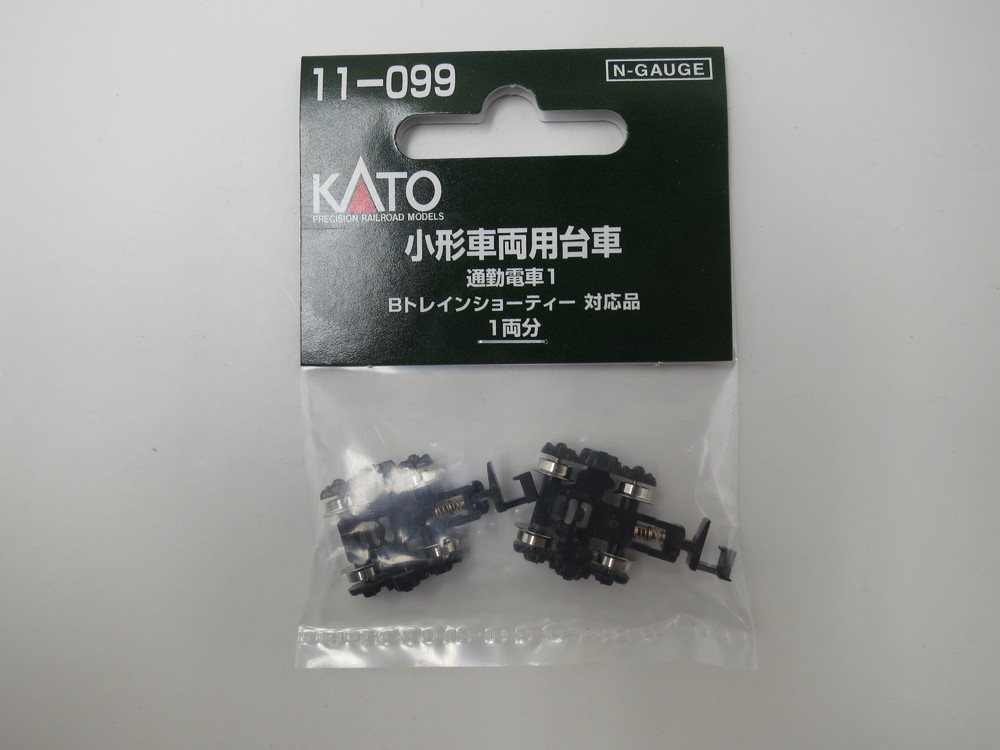 11-099
N-GAUGE
KATO
PRECISION RAILROAD MODELS
小形車両用台車
通勤電車1
Bトレインショーティー 対応品
1両分